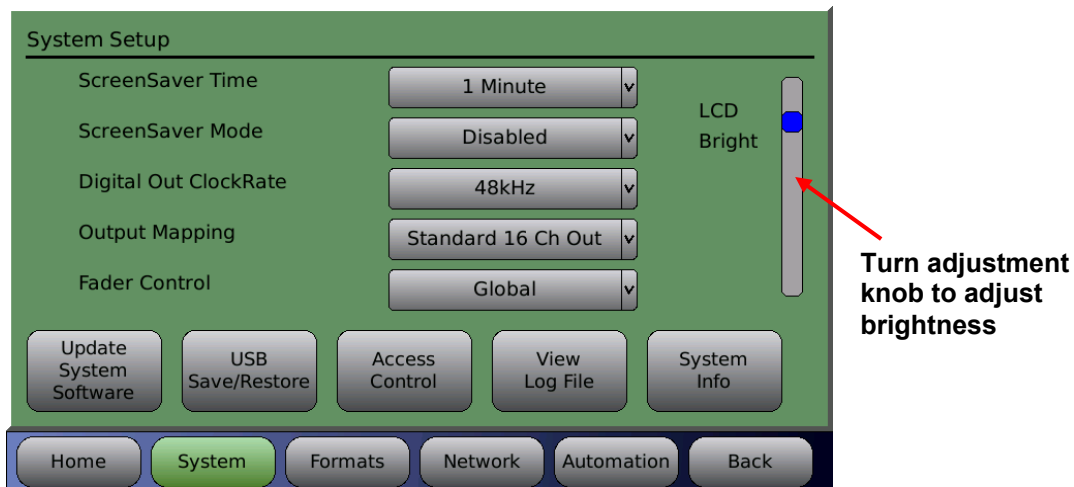 System Setup
ScreenSaver Time
1 Minute
LCD
Bright
ScreenSaver Mode
Disabled
Digital Out ClockRate
48kHz
Output Mapping
Standard 16 Ch Out
Fader Control
Global
Turn adjustment
knob to adjust
brightness
Update
System
Software
USB
Save/Restore
Access
Control
View
Log File
System
Info
Home
System
Formats
Network
Automation
Back